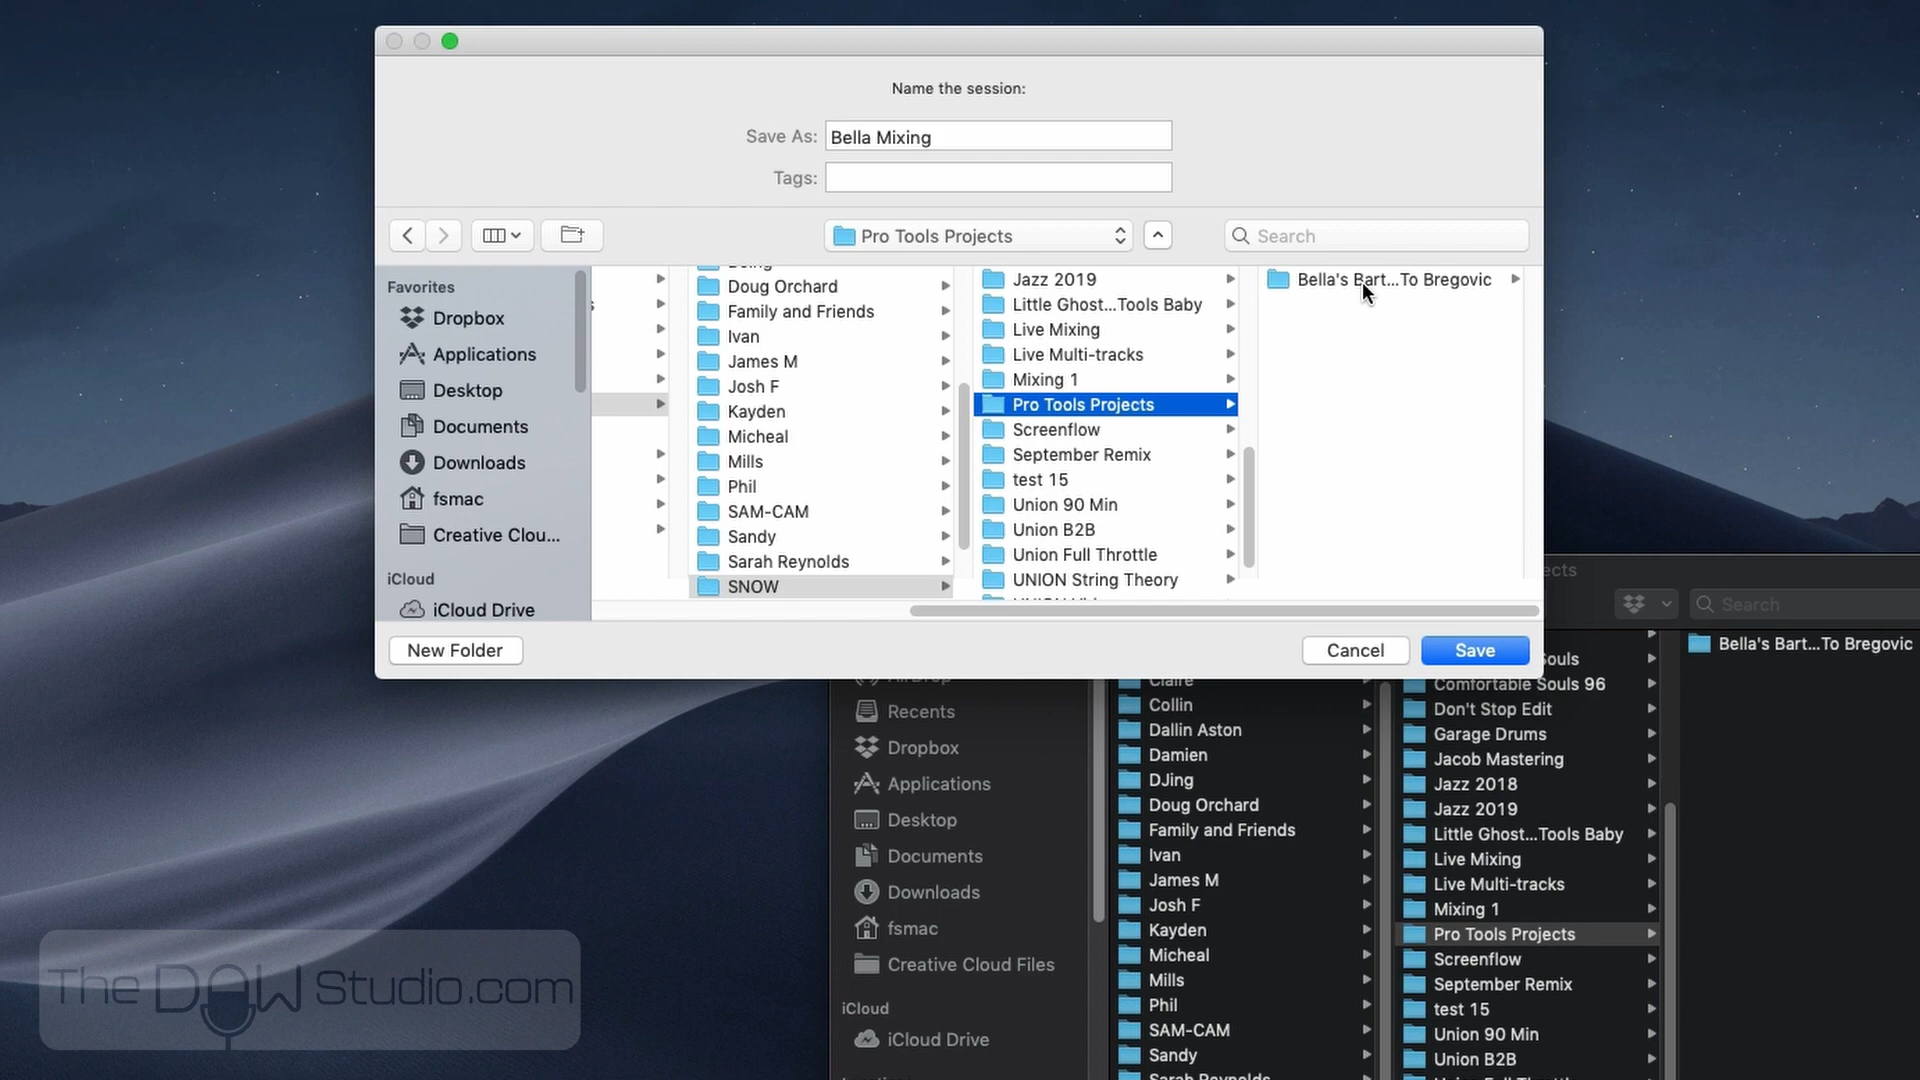 Name the session:
Save As: Bella Mixing
Tags:
Pro Tools Projects
Search
Favorites
Dropbox
Applications
Desktop
Documents
Downloads
fsmac
Creative Clou...
iCloud
iCloud Drive
Doug Orchard
Family and Friends
Ivan
James M
Josh F
Kayden
Micheal
Mills
Phil
SAM-CAM
Sandy
Sarah Reynolds
SNOW
Jazz 2019
Little Ghost...Tools Baby
Live Mixing
Live Multi-tracks
Mixing 1
Pro Tools Projects
Screenflow
September Remix
test 15
Union 90 Min
Union B2B
Union Full Throttle
UNION String Theory
Bella's Bart...To Bregovic
New Folder
Cancel
Save
Search
Recents
Dropbox
Applications
Desktop
Documents
Downloads
fsmac
Creative Cloud Files
iCloud
iCloud Drive
Claire
Collin
Dallin Aston
Damien
DJing
Doug Orchard
Family and Friends
Ivan
James M
Josh F
Kayden
Micheal
Mills
Phil
SAM-CAM
Sandy
Sarah Reynolds
Souls
Comfortable Souls 96
Don't Stop Edit
Garage Drums
Jacob Mastering
Jazz 2018
Jazz 2019
Little Ghost...Tools Baby
Live Mixing
Live Multi-tracks
Mixing 1
Pro Tools Projects
Screenflow
September Remix
test 15
Union 90 Min
Union B2B
Bella's Bart...To Bregovic
The DAW Studio.com